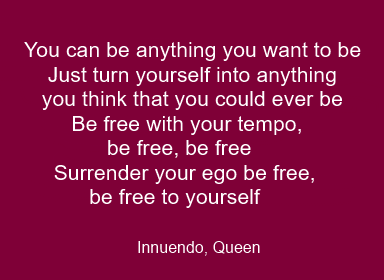 You can be anything you want to be
Just turn yourself into anything
you think that you could ever be
Be free with your tempo,
be free, be free
Surrender your ego be free,
be free to yourself
Innuendo, Queen